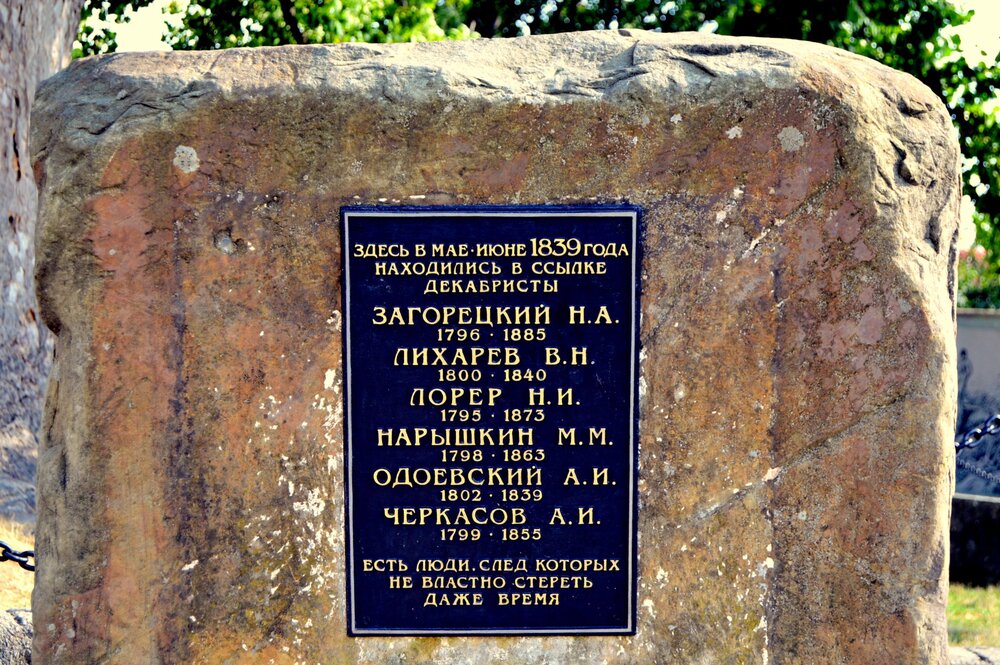 ЗДЕСЬ В МАЕ·ИЮНЕ 1839 ГОДА
НАХОДИЛИСЬ В ССЫЛКЕ
ДЕКАБРИСТЫ
ЗАГОРЕЦКИЙ Н.А.
1796 · 1885
ЛИХАРЕВ В.Н.
1800 · 1840
ЛОРЕР Н.И.
1795 · 1873
НАРЫШКИН М.М.
1798 · 1863
ОДОЕВСКИЙ А.И.
1802 · 1839
ЧЕРКАСОВ А.И.
1799 · 1855
ЕСТЬ ЛЮДИ. СЛЕД КОТОРЫХ
НЕ ВЛАСТНО СТЕРЕТЬ
ДАЖЕ ВРЕМЯ